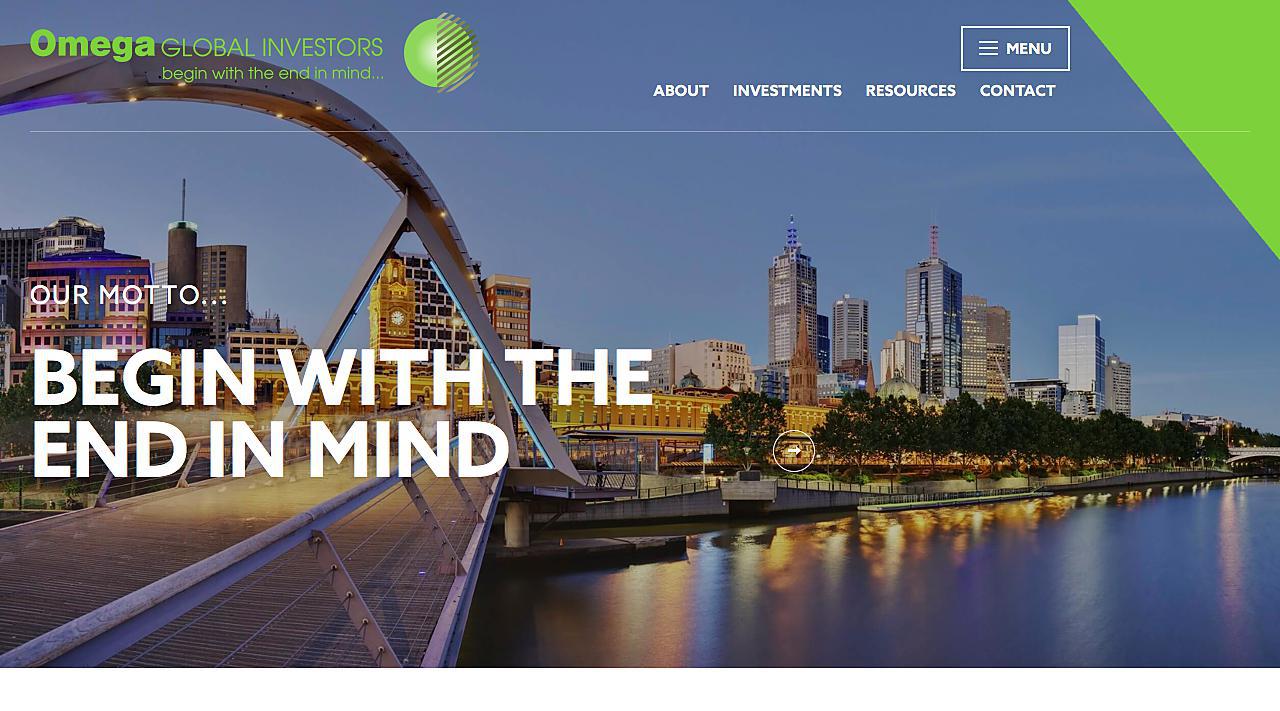 Omega GLOBAL INVESTORS
.begin with the end in mind...
MENU
ABOUT INVESTMENTS RESOURCES CONTACT
OUR MOTTO...
BEGIN WITH THE
END IN MIND